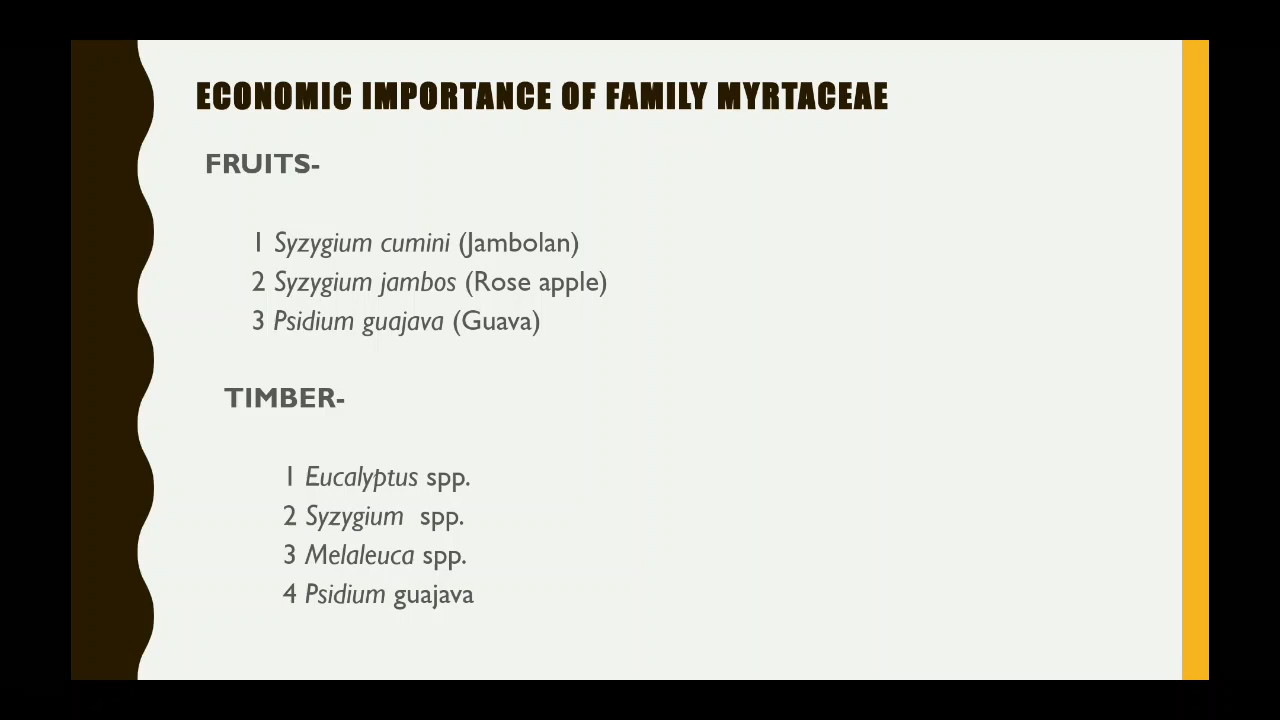 ECONOMIC IMPORTANCE OF FAMILY MYRTACEAE
FRUITS-
1 Syzygium cumini (Jambolan)
2 Syzygium jambos (Rose apple)
3 Psidium guajava (Guava)
TIMBER-
1 Eucalyptus spp.
2 Syzygium  spp.
3 Melaleuca spp.
4 Psidium guajava